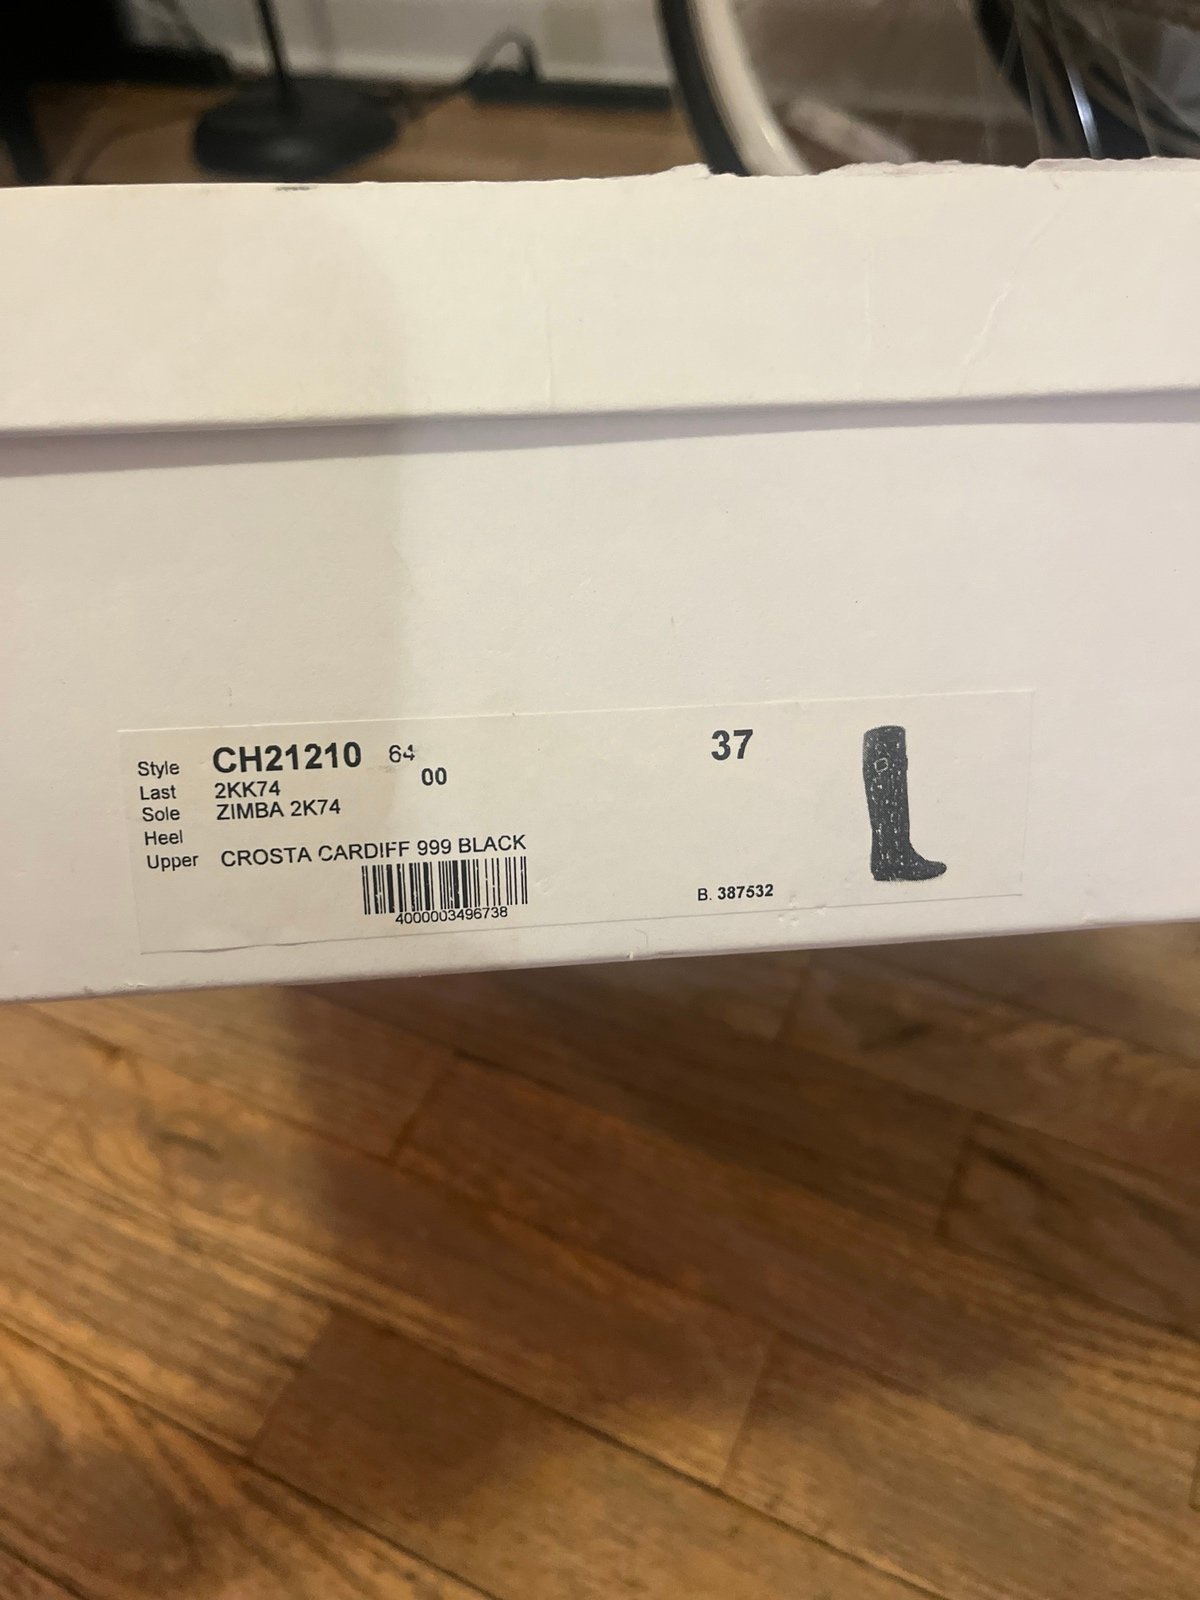 Style CH21210 64 37
00
Last 2KK74
Sole ZIMBA 2K74
Heel
Upper CROSTA CARDIFF 999 BLACK
4000003496738 B. 387532